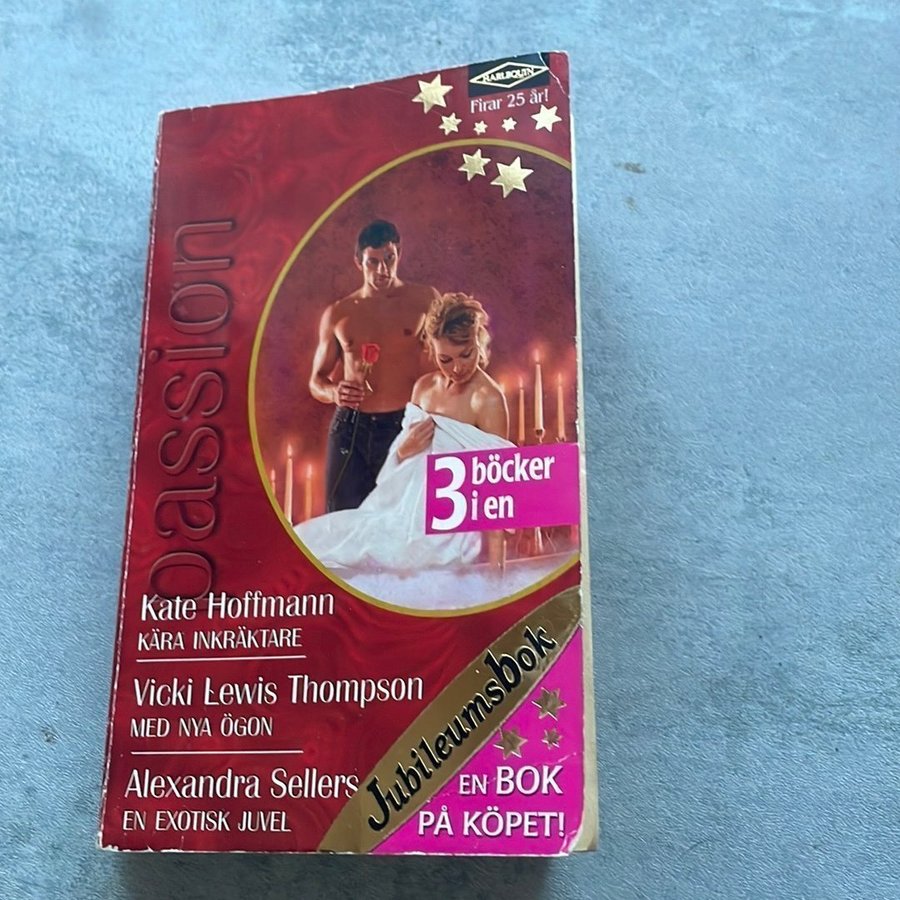 HARLEQUIN
Firar 25 år!
passion
3 böcker
i en
Kate Hoffmann
KÄRA INKRÄKTARE
Vicki Lewis Thompson
MED NYA ÖGON
Alexandra Sellers
EN EXOTISK JUVEL
Jubileumsbok
EN BOK
PÅ KÖPET!